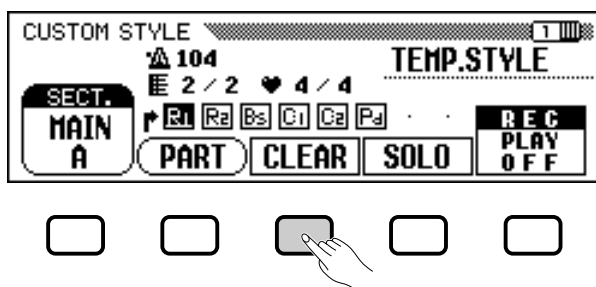 CUSTOM STYLE 1
104 TEMP.STYLE
2/2 4/4
SECT. R1 R2 Bs C1 C2 Pd · · REC
MAIN PLAY
A PART CLEAR SOLO OFF